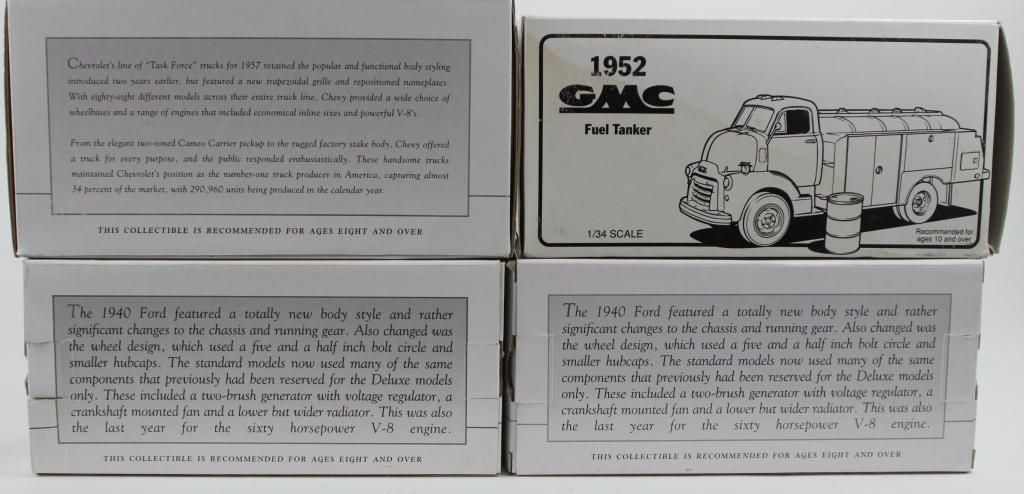 Chevrolet's line of "Task Force" trucks for 1957 retained the popular and functional body styling
introduced two years earlier, but featured a new trapezoidal grille and repositioned nameplates.
With eighty-eight different models across their entire truck line, Chevy provided a wide choice of
wheelbases and a range of engines that included economical inline sixes and powerful V-8's.
From the elegant two-toned Cameo Carrier pickup to the rugged factory stake body, Chevy offered
a truck for every purpose, and the public responded enthusiastically. These handsome trucks
maintained Chevrolet's position as the number-one truck producer in America, capturing almost
34 percent of the market, with 290,960 units being produced in the calendar year.
THIS COLLECTIBLE IS RECOMMENDED FOR AGES EIGHT AND OVER
1952
GMC
Fuel Tanker
1/34 SCALE
Recommended for
ages 10 and over
The 1940 Ford featured a totally new body style and rather
significant changes to the chassis and running gear. Also changed was
the wheel design, which used a five and a half inch bolt circle and
smaller hubcaps. The standard models now used many of the same
components that previously had been reserved for the Deluxe models
only. These included a two-brush generator with voltage regulator, a
crankshaft mounted fan and a lower but wider radiator. This was also
the last year for the sixty horsepower V-8 engine.
THIS COLLECTIBLE IS RECOMMENDED FOR AGES EIGHT AND OVER
The 1940 Ford featured a totally new body style and rather
significant changes to the chassis and running gear. Also changed was
the wheel design, which used a five and a half inch bolt circle and
smaller hubcaps. The standard models now used many of the same
components that previously had been reserved for the Deluxe models
only. These included a two-brush generator with voltage regulator, a
crankshaft mounted fan and a lower but wider radiator. This was also
the last year for the sixty horsepower V-8 engine.
THIS COLLECTIBLE IS RECOMMENDED FOR AGES EIGHT AND OVER